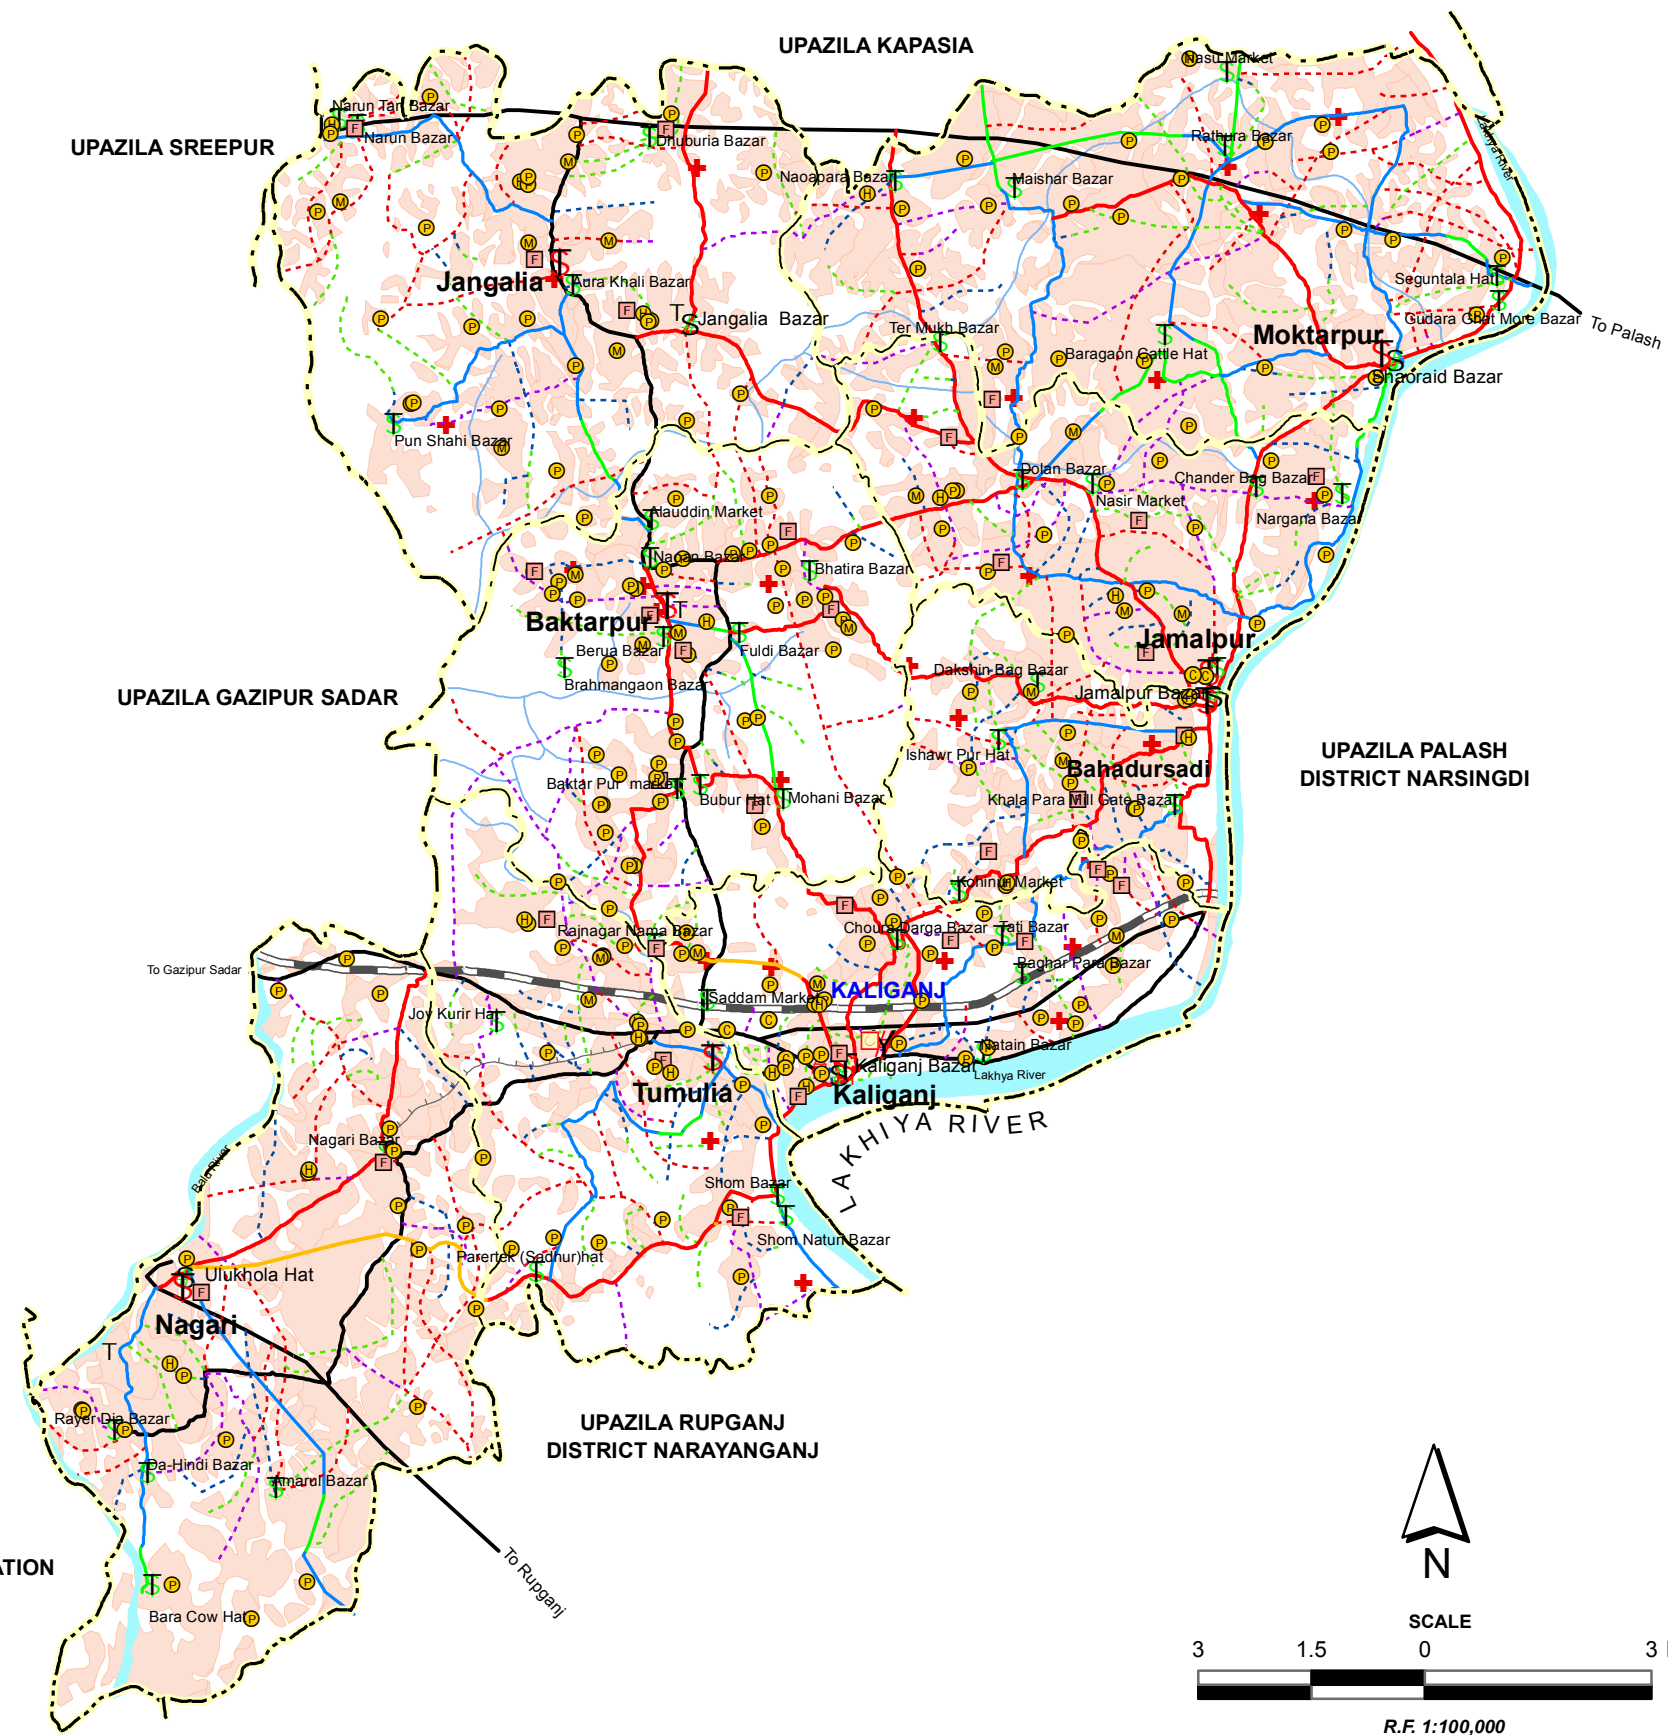 UPAZILA KAPASIA
Nasu Market
Narun Tan Bazar
UPAZILA SREEPUR
Narun Bazar
Dhuburia Bazar
Rathura Bazar
Lakhya River
Naoapara Bazar
Maishar Bazar
Jangalia
Aura Khali Bazar
Seguntala Hat
Jangalia Bazar
Gudara Ghat More Bazar
To Palash
Ter Mukh Bazar
Moktarpur
Baragaon Cattle Hat
Bhaoraid Bazar
Pun Shahi Bazar
Dolan Bazar
Chander Bag Bazar
Nasir Market
Alauddin Market
Nargana Bazar
Naoan Bazar
Bhatira Bazar
Baktarpur
Jamalpur
Berua Bazar
Fuldi Bazar
Dakshin Bag Bazar
Brahmangaon Bazar
Jamalpur Bazar
UPAZILA GAZIPUR SADAR
Ishawr Pur Hat
UPAZILA PALASH
DISTRICT NARSINGDI
Bahadursadi
Baktar Pur market
Bubur Hat
Mohani Bazar
Khala Para Mill Gate Bazar
Kohinur Market
Rajnagar Nama Bazar
Choura Darga Bazar
Tati Bazar
To Gazipur Sadar
Baghar Para Bazar
KALIGANJ
Saddam Market
Joy Kurir Hat
Natain Bazar
Kaliganj Bazar
Lakhya River
Tumulia
Kaliganj
LAKHIYA RIVER
Nagari Bazar
Balu River
Shom Bazar
Shom Natun Bazar
Parertek (Sadhur)hat
Ulukhola Hat
Nagari
Rayer Dia Bazar
UPAZILA RUPGANJ
DISTRICT NARAYANGANJ
Da-Hindi Bazar
Amarul Bazar
ATION
To Rupganj
Bara Cow Hat
N
SCALE
3 1.5 0 3
R.F. 1:100,000